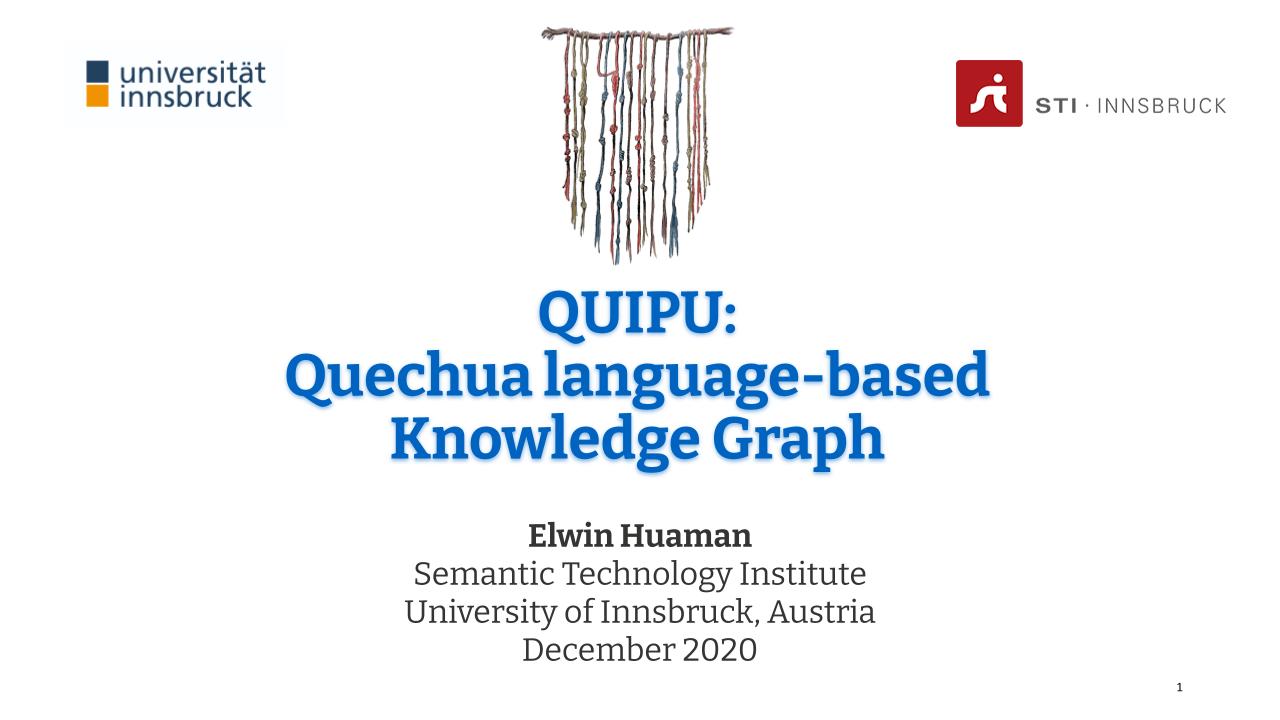 universität
innsbruck
STI · INNSBRUCK
QUIPU:
Quechua language-based
Knowledge Graph
Elwin Huaman
Semantic Technology Institute
University of Innsbruck, Austria
December 2020
1